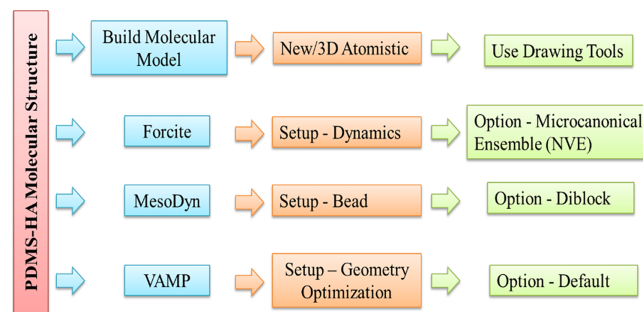 PDMS-HA Molecular Structure
Build Molecular
Model
New/3D Atomistic
Use Drawing Tools
Forcite
Setup - Dynamics
Option - Microcanonical
Ensemble (NVE)
MesoDyn
Setup - Bead
Option - Diblock
VAMP
Setup – Geometry
Optimization
Option - Default